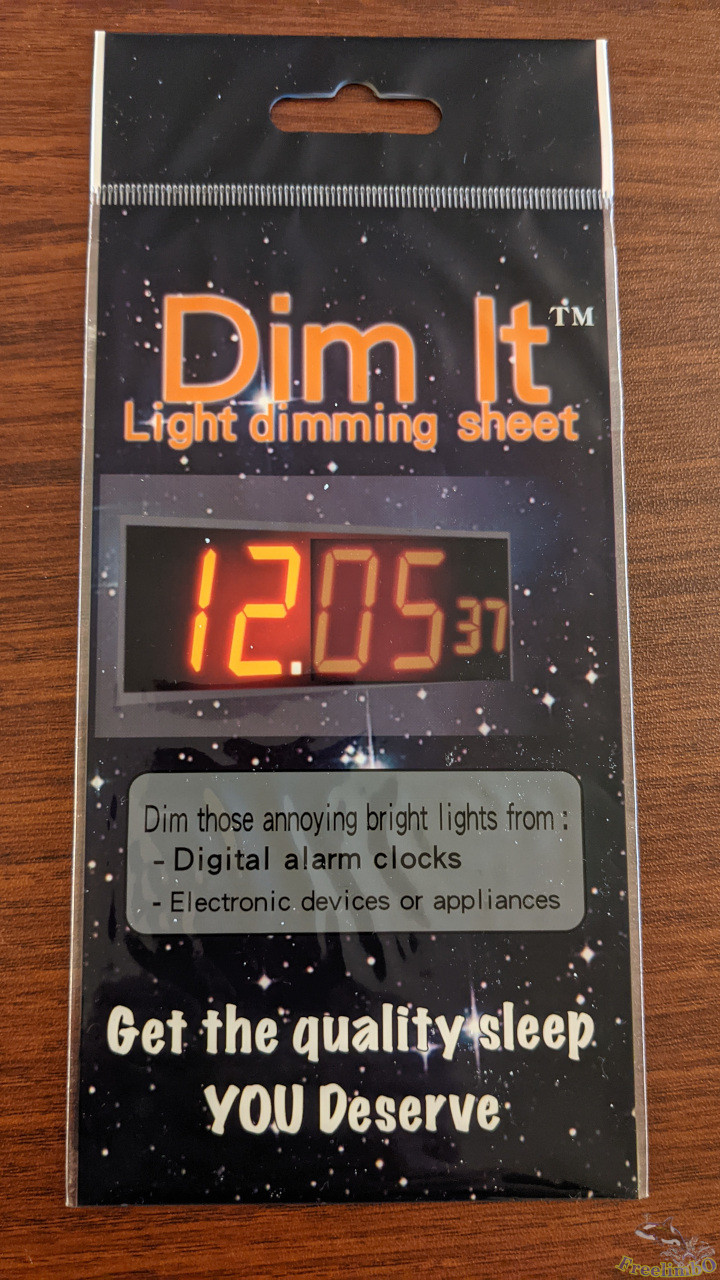 Dim It™
Light dimming sheet
12.05 37
Dim those annoying bright lights from :
- Digital alarm clocks
- Electronic devices or appliances
Get the quality sleep
YOU Deserve